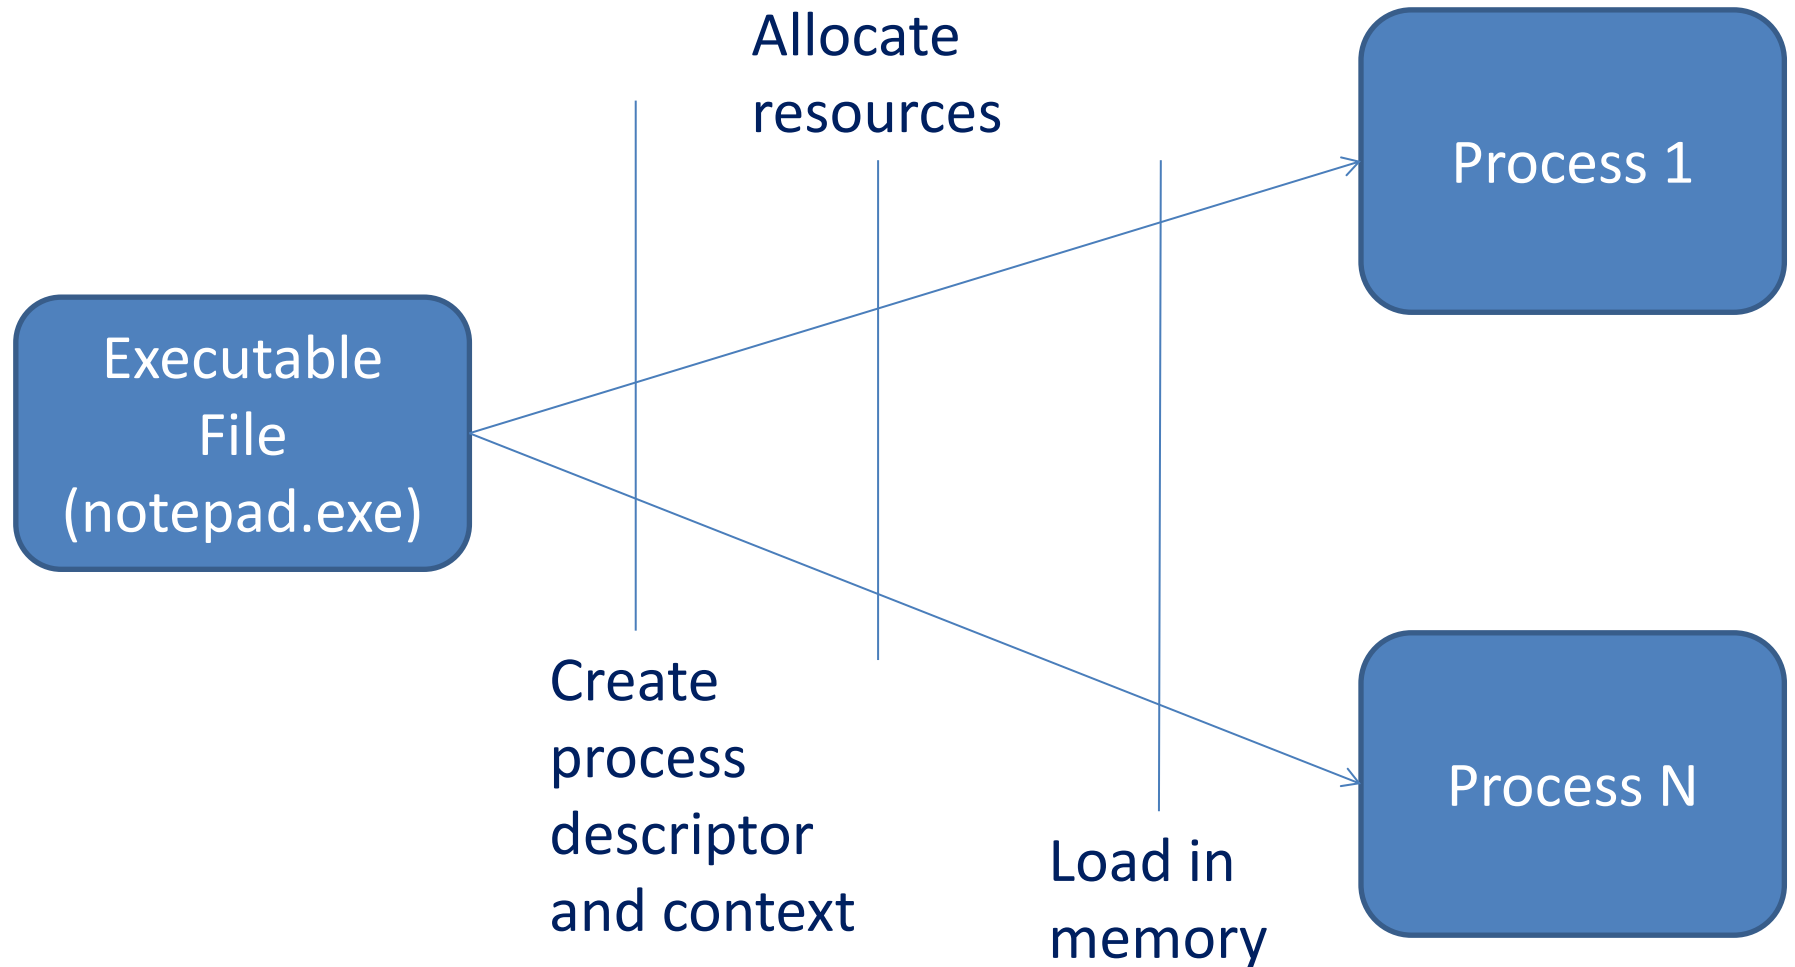 Allocate
resources
Process 1
Executable
File
(notepad.exe)
Create
process
descriptor
and context
Load in
memory
Process N